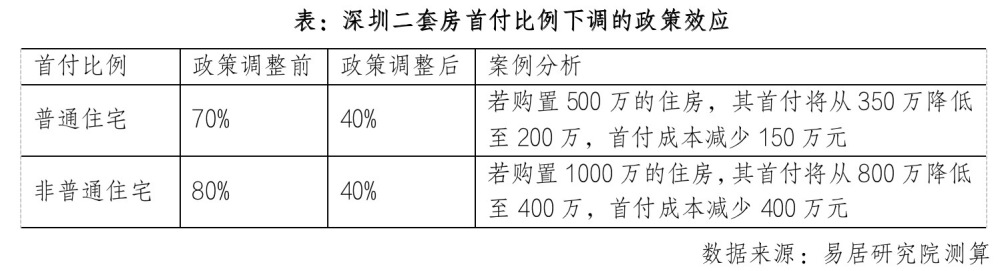 表：深圳二套房首付比例下调的政策效应
首付比例 政策调整前 政策调整后 案例分析
普通住宅 70% 40% 若购置 500 万的住房，其首付将从 350 万降低
至 200 万，首付成本减少 150 万元
非普通住宅 80% 40% 若购置 1000 万的住房，其首付将从 800 万降低
至 400 万，首付成本减少 400 万元
数据来源：易居研究院测算